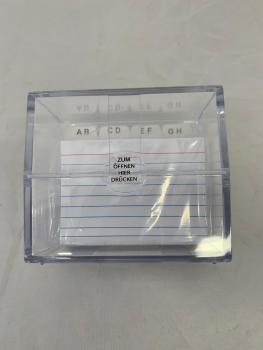 AB CD EF GH
ZUM
ÖFFNEN
HIER
DRÜCKEN